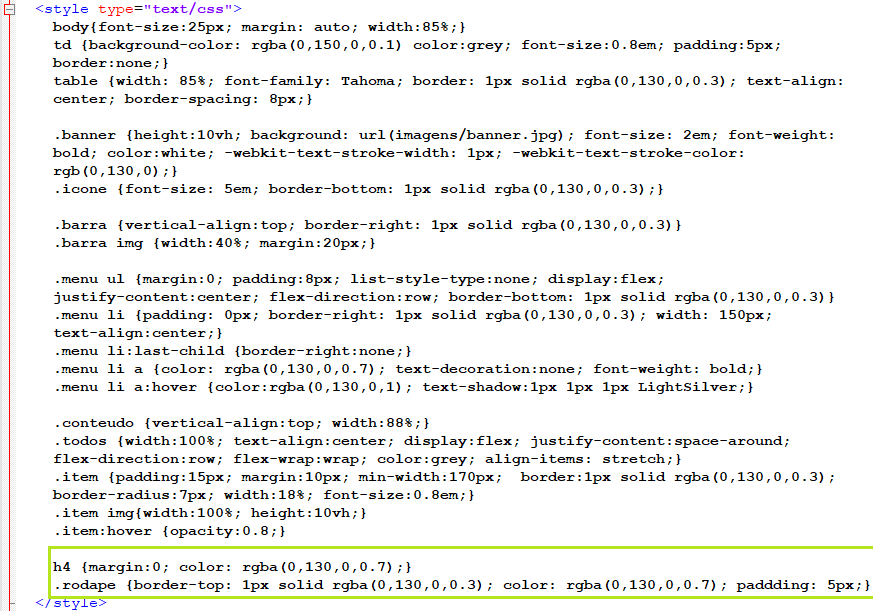 <style type="text/css">
body{font-size:25px; margin: auto; width:85%;}
td {background-color: rgba(0,150,0,0.1) color:grey; font-size:0.8em; padding:5px;
border:none;}
table {width: 85%; font-family: Tahoma; border: 1px solid rgba(0,130,0,0.3); text-align:
center; border-spacing: 8px;}
.banner {height:10vh; background: url(imagens/banner.jpg); font-size: 2em; font-weight:
bold; color:white; -webkit-text-stroke-width: 1px; -webkit-text-stroke-color:
rgb(0,130,0);}
.icone {font-size: 5em; border-bottom: 1px solid rgba(0,130,0,0.3);}
.barra {vertical-align:top; border-right: 1px solid rgba(0,130,0,0.3)}
.barra img {width:40%; margin:20px;}
.menu ul {margin:0; padding:8px; list-style-type:none; display:flex;
justify-content:center; flex-direction:row; border-bottom: 1px solid rgba(0,130,0,0.3)}
.menu li {padding: 0px; border-right: 1px solid rgba(0,130,0,0.3); width: 150px;
text-align:center;}
.menu li:last-child {border-right:none;}
.menu li a {color: rgba(0,130,0,0.7); text-decoration:none; font-weight: bold;}
.menu li a:hover {color:rgba(0,130,0,1); text-shadow:1px 1px 1px LightSilver;}
.conteudo {vertical-align:top; width:88%;}
.todos {width:100%; text-align:center; display:flex; justify-content:space-around;
flex-direction:row; flex-wrap:wrap; color:grey; align-items: stretch;}
.item {padding:15px; margin:10px; min-width:170px;  border:1px solid rgba(0,130,0,0.3);
border-radius:7px; width:18%; font-size:0.8em;}
.item img{width:100%; height:10vh;}
.item:hover {opacity:0.8;}
h4 {margin:0; color: rgba(0,130,0,0.7);}
.rodape {border-top: 1px solid rgba(0,130,0,0.3); color: rgba(0,130,0,0.7); paddding: 5px;}
</style>